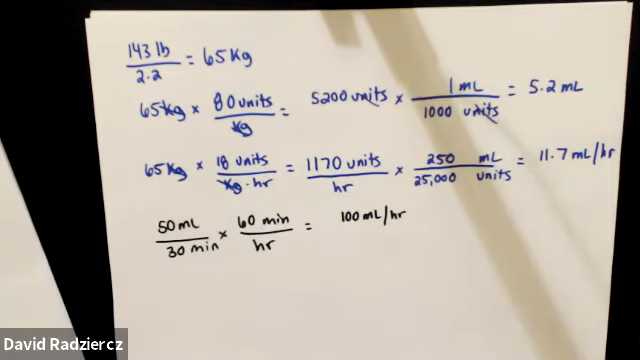 143 lb / 2.2 = 65 Kg
65 Kg × 80 units / Kg = 5200 units × 1 mL / 1000 units = 5.2 mL
65 Kg × 18 units / Kg · hr = 1170 units / hr × 250 mL / 25,000 units = 11.7 mL/hr
50 mL / 30 min × 60 min / hr = 100 mL/hr
David Radziercz